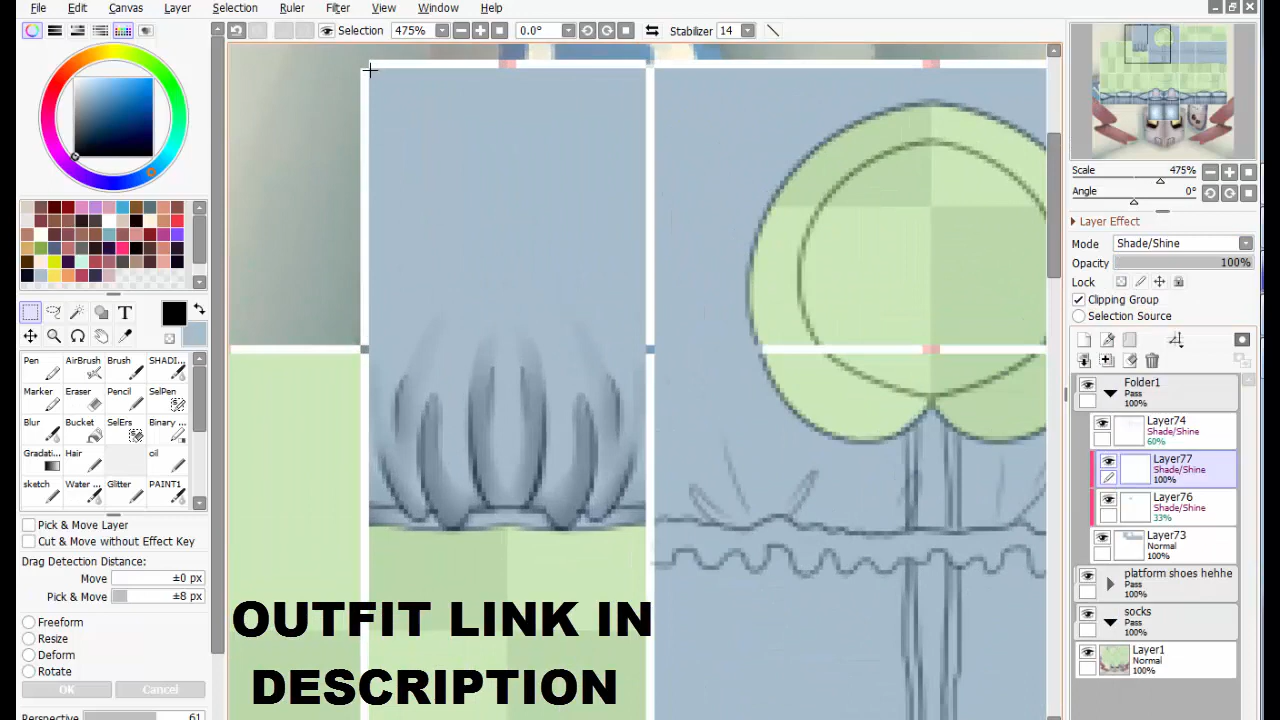 File Edit Canvas Layer Selection Ruler Filter View Window Help
Selection 475% 0.0° Stabilizer 14
Scale 475%
Angle 0°
Layer Effect
Mode Shade/Shine
Opacity 100%
Lock
Clipping Group
Selection Source
T
Pen AirBrush Brush SHADI...
Marker Eraser Pencil SelPen
Blur Bucket SelErs Binary ...
Gradati... Hair oil
sketch Water ... Glitter PAINT1
Pick & Move Layer
Cut & Move without Effect Key
Drag Detection Distance:
Move ±0 px
Pick & Move ±8 px
Freeform
Resize
Deform
Rotate
OK Cancel
Perspective 61
Folder1
Pass
100%
Layer74
Shade/Shine
60%
Layer77
Shade/Shine
100%
Layer76
Shade/Shine
33%
Layer73
Normal
100%
platform shoes hehhe
Pass
100%
socks
Pass
100%
Layer1
Normal
100%
OUTFIT LINK IN
DESCRIPTION